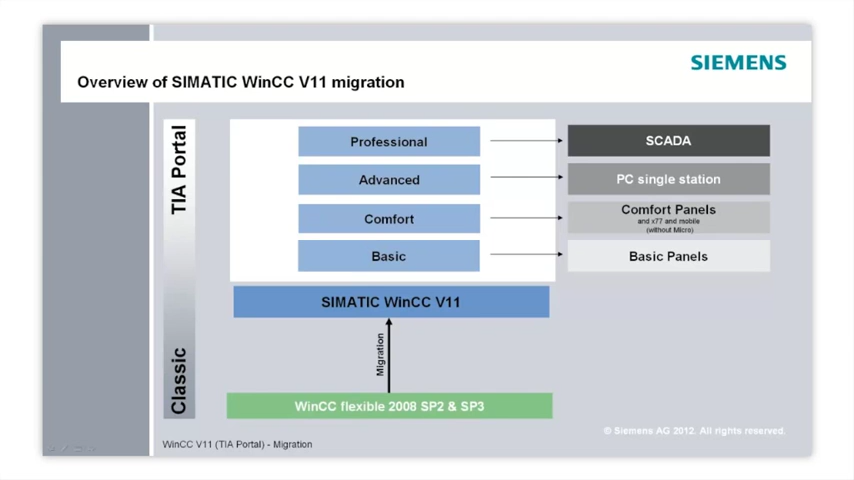 SIEMENS
Overview of SIMATIC WinCC V11 migration
TIA Portal
Professional
SCADA
Advanced
PC single station
Comfort
Comfort Panels
and x77 and mobile
(without Micro)
Basic
Basic Panels
SIMATIC WinCC V11
Migration
Classic
WinCC flexible 2008 SP2 & SP3
© Siemens AG 2012. All rights reserved.
WinCC V11 (TIA Portal) - Migration